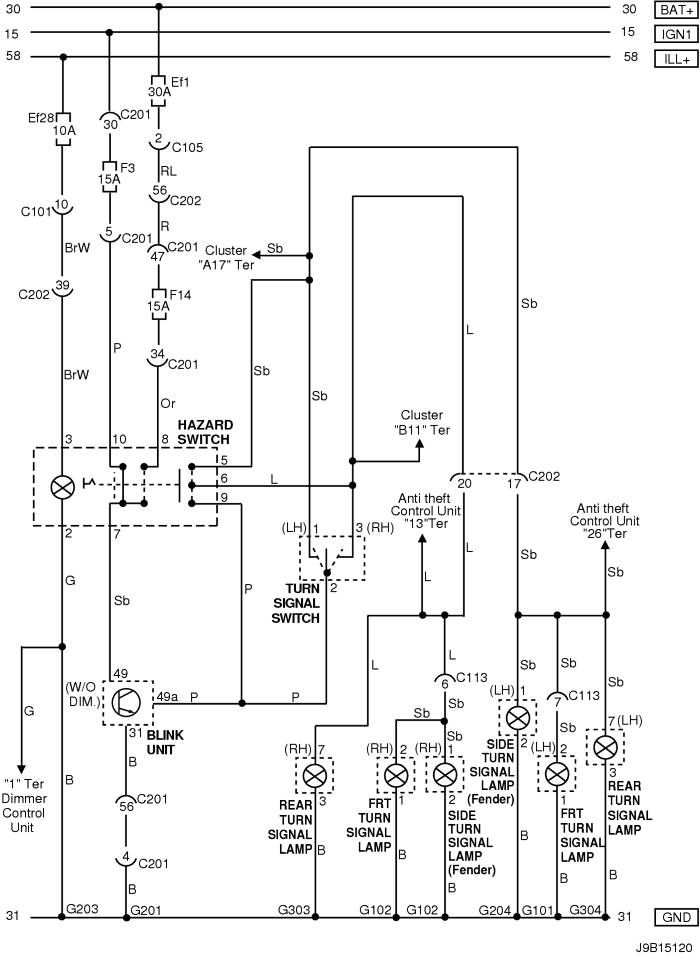 30 30 BAT+
15 15 IGN1
58 58 ILL+
Ef1
30A
Ef28
10A
C201
30
2
C105
F3
15A
RL
56
C202
10
C101
5
C201
R
C201
47
Cluster
"A17" Ter
Sb
BrW
39
C202
F14
15A
Sb
L
34
C201
P
BrW
Sb
Sb
Or
Cluster
"B11" Ter
HAZARD
SWITCH
3 10 8
5
6
L
9
20 17 C202
Anti theft
Control Unit
"13"Ter
Anti theft
Control Unit
"26"Ter
2 7
(LH) 1 3 (RH)
2
TURN
SIGNAL
SWITCH
G
Sb
P
L
L
Sb
Sb
49
(W/O
DIM.)
49a
P P
31
BLINK
UNIT
G
L
L
C113
6
Sb
Sb
Sb
Sb
C113
7
Sb
Sb
(LH) 1
2
SIDE
TURN
SIGNAL
LAMP
(Fender)
7 (LH)
3
REAR
TURN
SIGNAL
LAMP
(RH) 7
3
REAR
TURN
SIGNAL
LAMP
(RH) 2
1
FRT
TURN
SIGNAL
LAMP
(RH) 1
2
SIDE
TURN
SIGNAL
LAMP
(Fender)
(LH) 2
1
FRT
TURN
SIGNAL
LAMP
"1" Ter
Dimmer
Control
Unit
B
B
56
C201
4
C201
B
B
B
B
B
B
B
31 G203 G201 G303 G102 G102 G204 G101 G304 31 GND
J9B15120